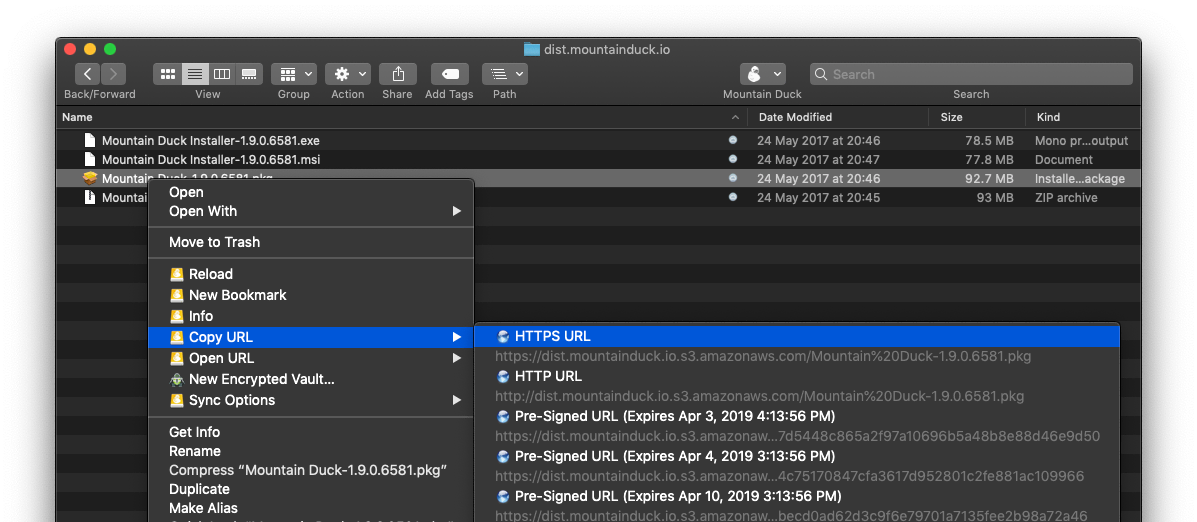 dist.mountainduck.io
Back/Forward View Group Action Share Add Tags Path Mountain Duck Search
Search
Name Date Modified Size Kind
Mountain Duck Installer-1.9.0.6581.exe 24 May 2017 at 20:46 78.5 MB Mono pr...output
Mountain Duck Installer-1.9.0.6581.msi 24 May 2017 at 20:47 77.8 MB Document
Mountain Duck-1.9.0.6581.pkg 24 May 2017 at 20:46 92.7 MB Installe...ackage
Mountai 24 May 2017 at 20:45 93 MB ZIP archive
Open
Open With
Move to Trash
Reload
New Bookmark
Info
Copy URL
Open URL
New Encrypted Vault...
Sync Options
Get Info
Rename
Compress “Mountain Duck-1.9.0.6581.pkg”
Duplicate
Make Alias
HTTPS URL
https://dist.mountainduck.io.s3.amazonaws.com/Mountain%20Duck-1.9.0.6581.pkg
HTTP URL
http://dist.mountainduck.io.s3.amazonaws.com/Mountain%20Duck-1.9.0.6581.pkg
Pre-Signed URL (Expires Apr 3, 2019 4:13:56 PM)
https://dist.mountainduck.io.s3.amazonaw...7d5448c865a2f97a10696b5a48b8e88d46e9d50
Pre-Signed URL (Expires Apr 4, 2019 3:13:56 PM)
https://dist.mountainduck.io.s3.amazonaw...4c75170847cfa3617d952801c2fe881ac109966
Pre-Signed URL (Expires Apr 10, 2019 3:13:56 PM)
https://dist.mountainduck.io.s3.amazonaw...becd0ad62d3c9f6e79701a7135fee2b98a72a46